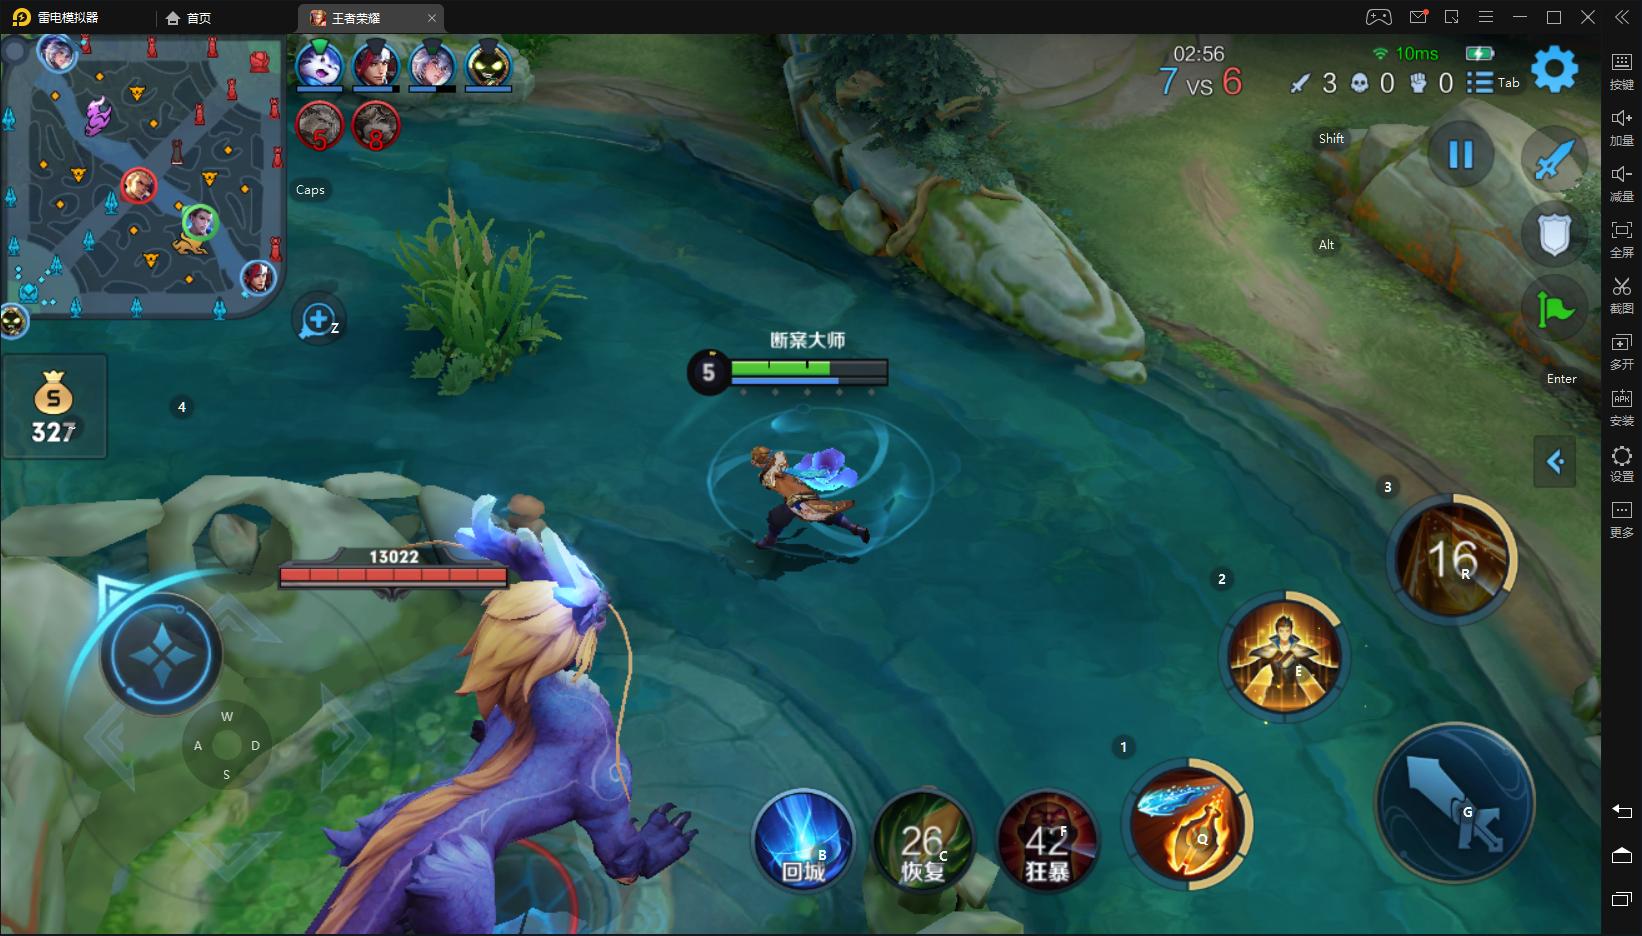 雷电模拟器
首页
王者荣耀
02:56
10ms
7 VS 6
3
0
0
Tab
5
8
Caps
Shift
Alt
Enter
Z
S
327
4
断案大师
5
13022
3
16
R
2
E
1
Q
G
W
A
D
S
B
回城
26
C
恢复
42
F
狂暴
按键
加量
减量
全屏
截图
多开
APK
安装
设置
更多